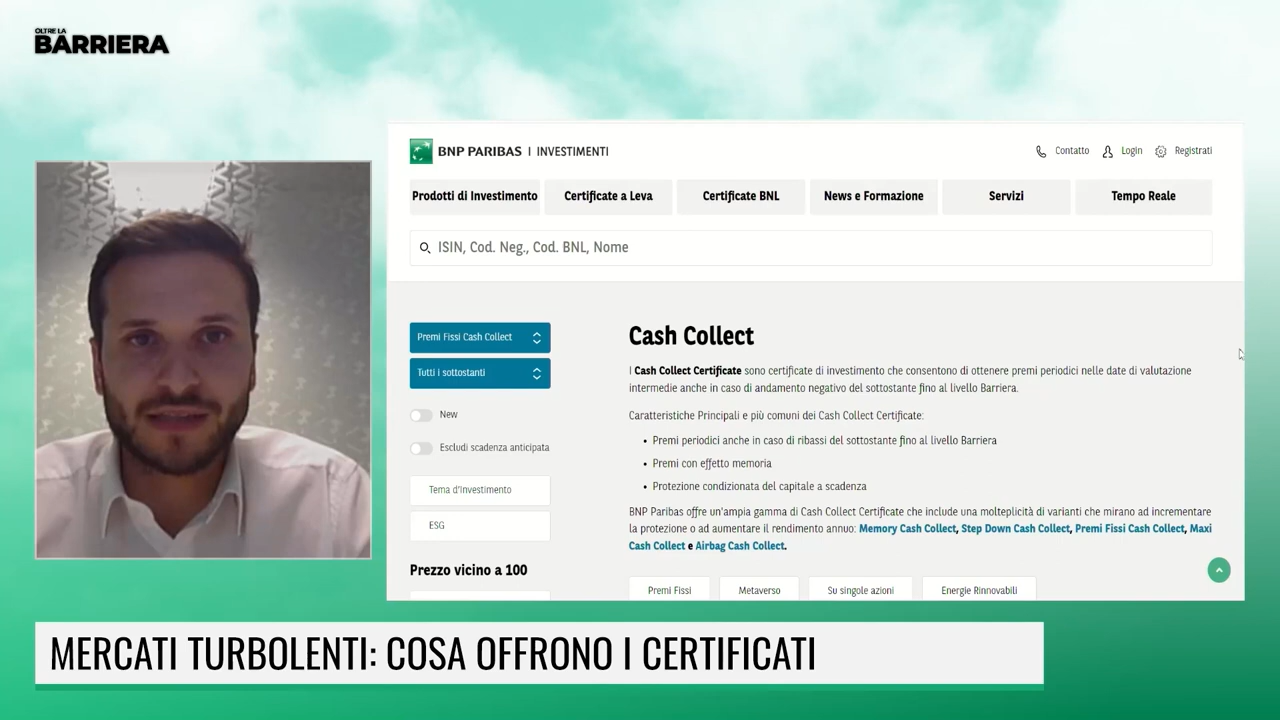 OLTRE LA
BARRIERA
BNP PARIBAS | INVESTIMENTI
Contatto
Login
Registrati
Prodotti di Investimento
Certificate a Leva
Certificate BNL
News e Formazione
Servizi
Tempo Reale
ISIN, Cod. Neg., Cod. BNL, Nome
Premi Fissi Cash Collect
Tutti i sottostanti
New
Escludi scadenza anticipata
Tema d'Investimento
ESG
Prezzo vicino a 100
Cash Collect
I Cash Collect Certificate sono certificate di investimento che consentono di ottenere premi periodici nelle date di valutazione
intermedie anche in caso di andamento negativo del sottostante fino al livello Barriera.
Caratteristiche Principali e più comuni dei Cash Collect Certificate:
• Premi periodici anche in caso di ribassi del sottostante fino al livello Barriera
• Premi con effetto memoria
• Protezione condizionata del capitale a scadenza
BNP Paribas offre un'ampia gamma di Cash Collect Certificate che include una molteplicità di varianti che mirano ad incrementare
la protezione o ad aumentare il rendimento annuo: Memory Cash Collect, Step Down Cash Collect, Premi Fissi Cash Collect, Maxi
Cash Collect e Airbag Cash Collect.
Premi Fissi
Metaverso
Su singole azioni
Energie Rinnovabili
MERCATI TURBOLENTI: COSA OFFRONO I CERTIFICATI